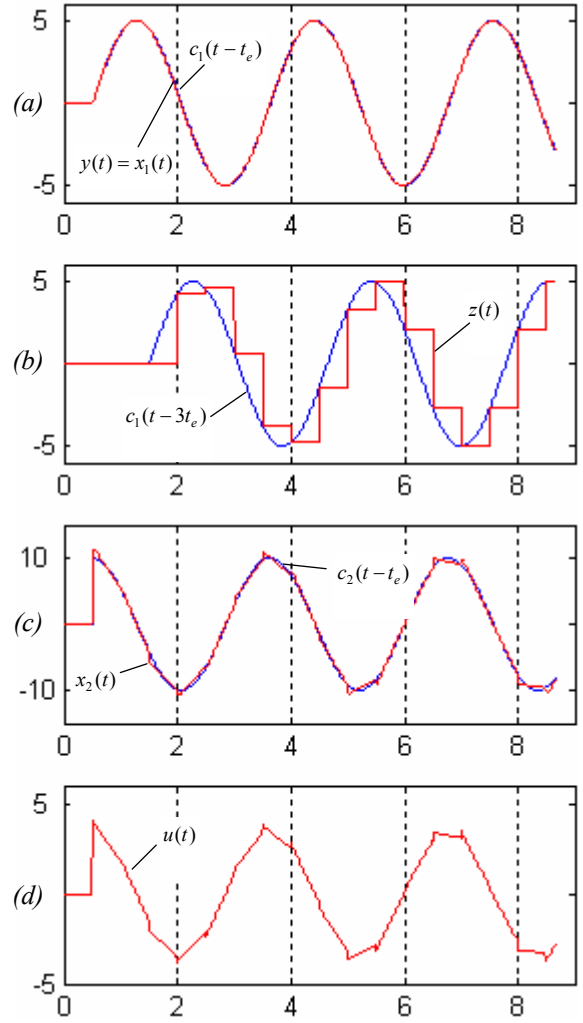 5
c₁(t − tₑ)
(a)
y(t) = x₁(t)
-5
0 2 4 6 8
5
z(t)
(b)
c₁(t − 3tₑ)
-5
0 2 4 6 8
10
c₂(t − tₑ)
(c)
x₂(t)
-10
0 2 4 6 8
5
u(t)
(d)
-5
0 2 4 6 8